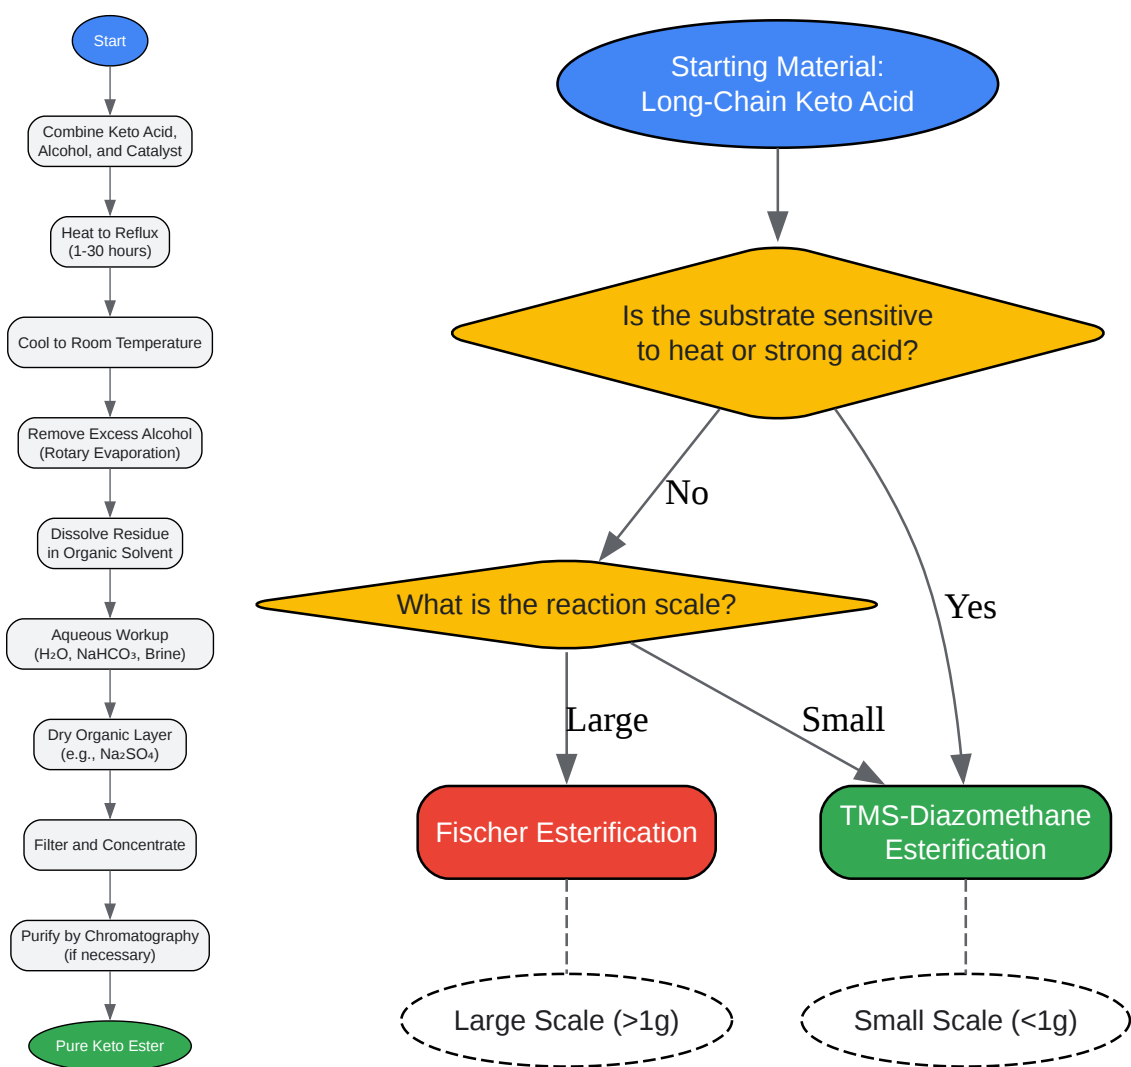 Start
Combine Keto Acid,
Alcohol, and Catalyst
Heat to Reflux
(1-30 hours)
Cool to Room Temperature
Remove Excess Alcohol
(Rotary Evaporation)
Dissolve Residue
in Organic Solvent
Aqueous Workup
(H₂O, NaHCO₃, Brine)
Dry Organic Layer
(e.g., Na₂SO₄)
Filter and Concentrate
Purify by Chromatography
(if necessary)
Pure Keto Ester
Starting Material:
Long-Chain Keto Acid
Is the substrate sensitive
to heat or strong acid?
No
Yes
What is the reaction scale?
Large
Small
Fischer Esterification
TMS-Diazomethane
Esterification
Large Scale (>1g)
Small Scale (<1g)